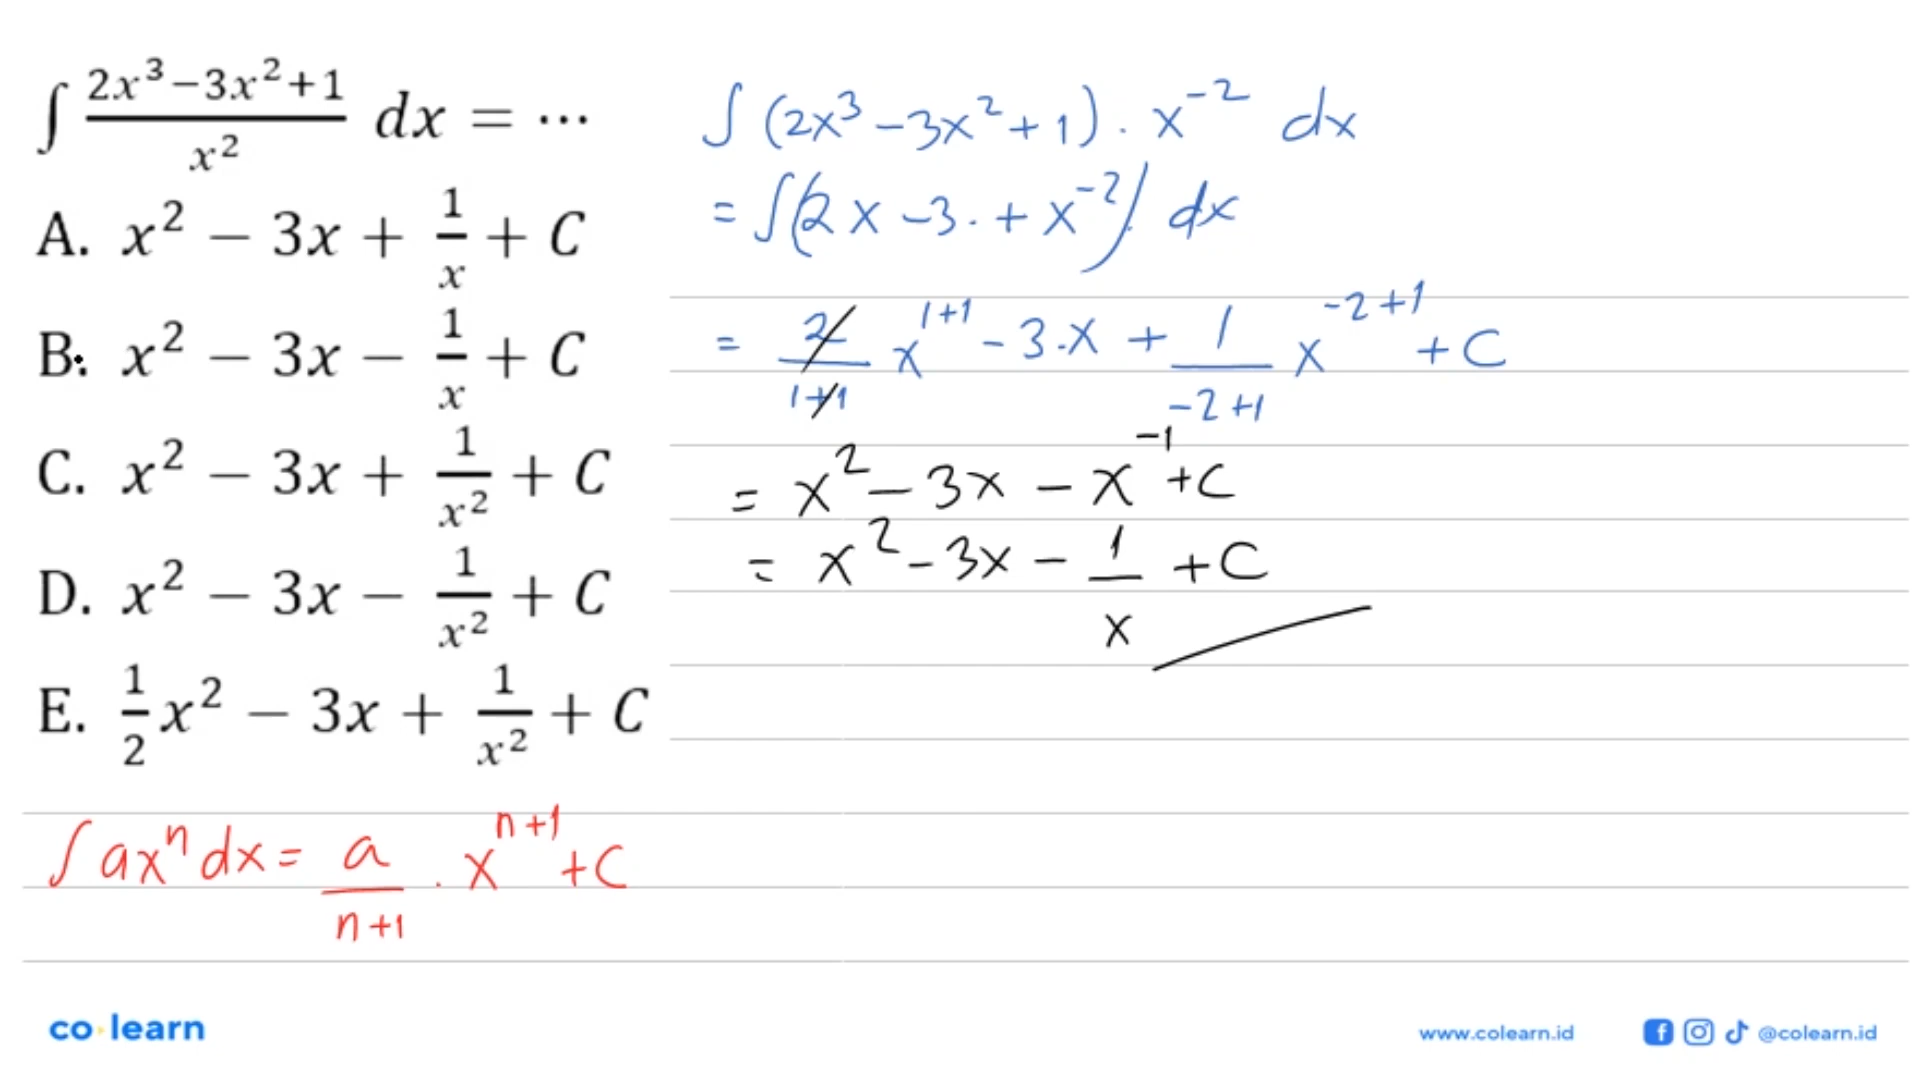 ∫ (2x³−3x²+1)/x² dx = ⋯
A. x² − 3x + 1/x + C
B. x² − 3x − 1/x + C
C. x² − 3x + 1/x² + C
D. x² − 3x − 1/x² + C
E. 1/2 x² − 3x + 1/x² + C
∫ axⁿ dx = a/(n+1) . xⁿ⁺¹ + C
∫ (2x³ − 3x² + 1) . x⁻² dx
= ∫(2x − 3 . + x⁻²) dx
= 2/(1+1) x¹⁺¹ − 3 . x + 1/(−2+1) x⁻²⁺¹ + C
= x² − 3x − x⁻¹ + C
= x² − 3x − 1/x + C
co learn
www.colearn.id
@colearn.id